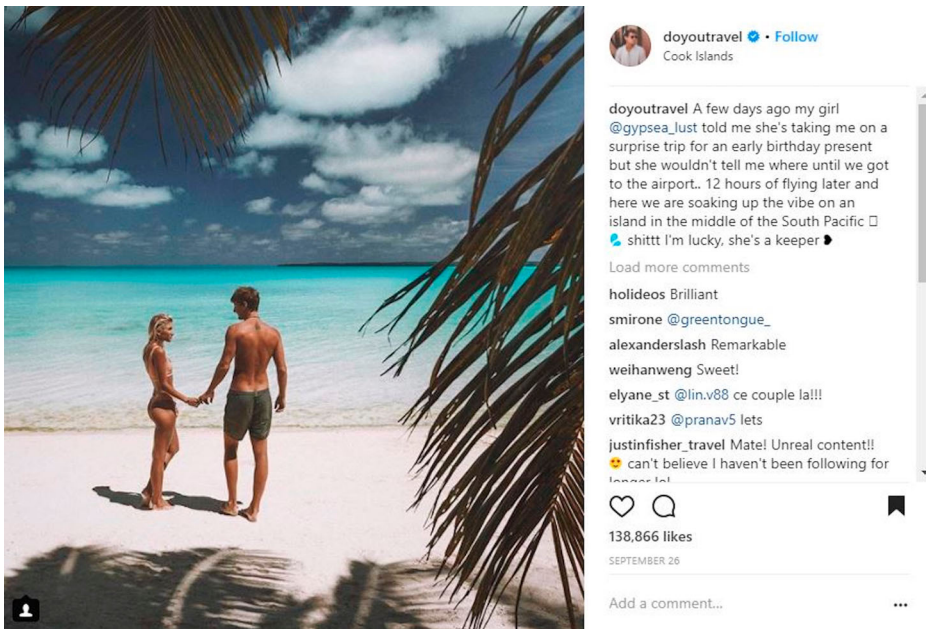 doyoutravel • Follow
Cook Islands
doyoutravel A few days ago my girl
@gypsea_lust told me she's taking me on a
surprise trip for an early birthday present
but she wouldn't tell me where until we got
to the airport.. 12 hours of flying later and
here we are soaking up the vibe on an
island in the middle of the South Pacific
shittt I'm lucky, she's a keeper
Load more comments
holideos Brilliant
smirone @greentongue_
alexanderslash Remarkable
weihanweng Sweet!
elyane_st @lin.v88 ce couple la!!!
vritika23 @pranav5 lets
justinfisher_travel Mate! Unreal content!!
😍 can't believe I haven't been following for
longer lol
138,866 likes
SEPTEMBER 26
Add a comment...